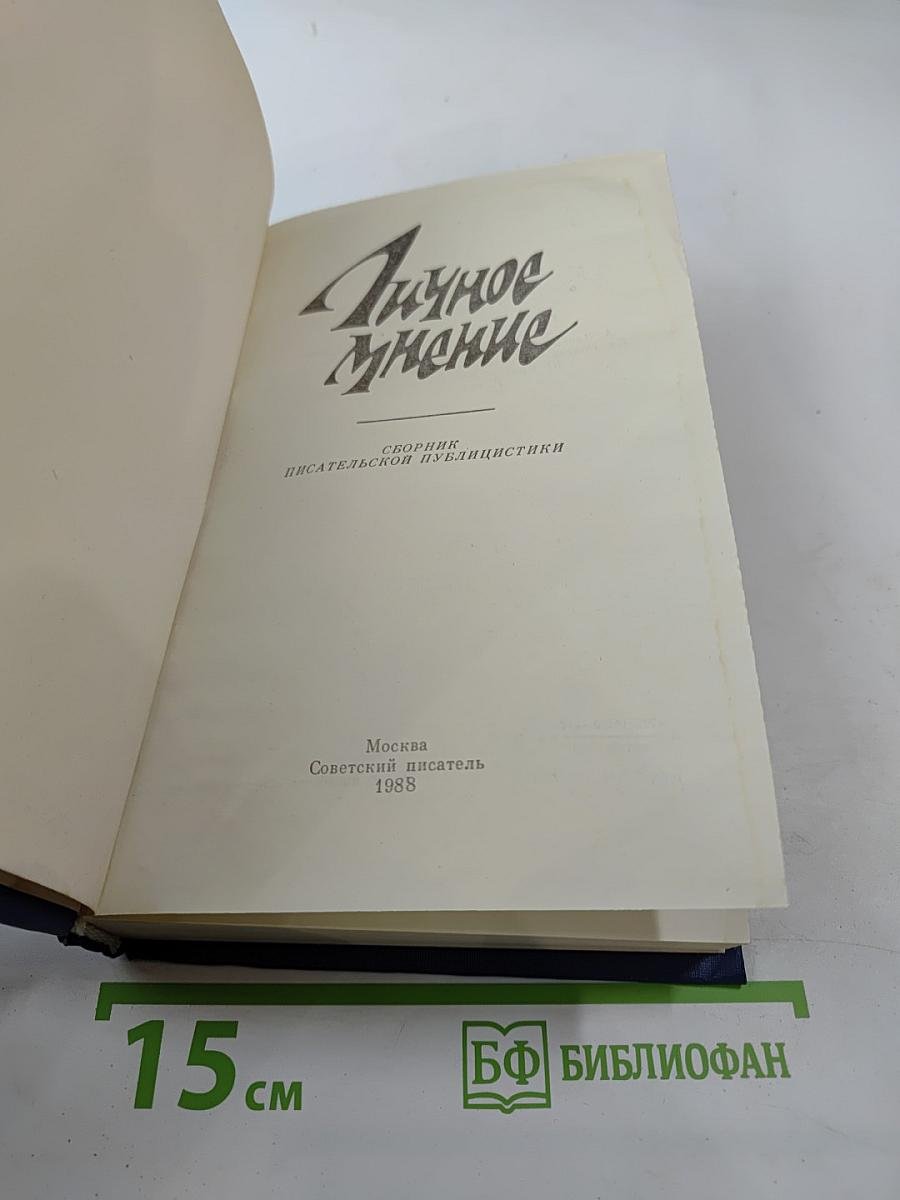 Личное
мнение
СБОРНИК
ПИСАТЕЛЬСКОЙ ПУБЛИЦИСТИКИ
Москва
Советский писатель
1988
15 см
БФ БИБЛИОФАН